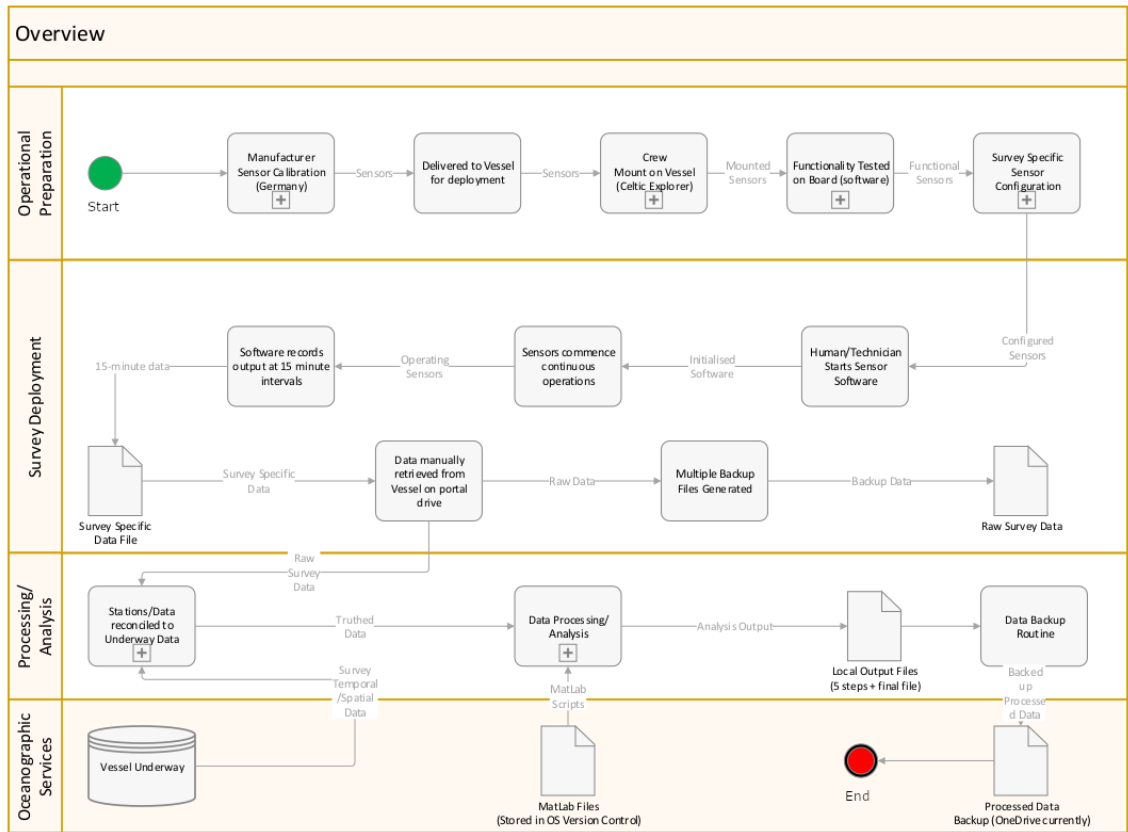 Overview
Operational
Preparation
Start
Manufacturer
Sensor Calibration
(Germany)
Sensors
Delivered to Vessel
for deployment
Sensors
Crew
Mount on Vessel
(Celtic Explorer)
Mounted
Sensors
Functionality Tested
on Board (software)
Functional
Sensors
Survey Specific
Sensor
Configuration
Survey Deployment
15-minute data
Software records
output at 15 minute
intervals
Operating
Sensors
Sensors commence
continuous
operations
Initialised
Software
Human/Technician
Starts Sensor
Software
Configured
Sensors
Survey Specific
Data File
Survey Specific
Data
Data manually
retrieved from
Vessel on portal
drive
Raw Data
Multiple Backup
Files Generated
Backup Data
Raw Survey Data
Processing/
Analysis
Raw
Survey
Data
Stations/Data
reconciled to
Underway Data
Truthed
Data
Data Processing/
Analysis
Analysis Output
Local Output Files
(5 steps + final file)
Data Backup
Routine
Survey
Temporal
/Spatial
Data
MatLab
Scripts
Backed
up
Processe
d Data
Oceanographic
Services
Vessel Underway
MatLab Files
(Stored in OS Version Control)
End
Processed Data
Backup (OneDrive currently)